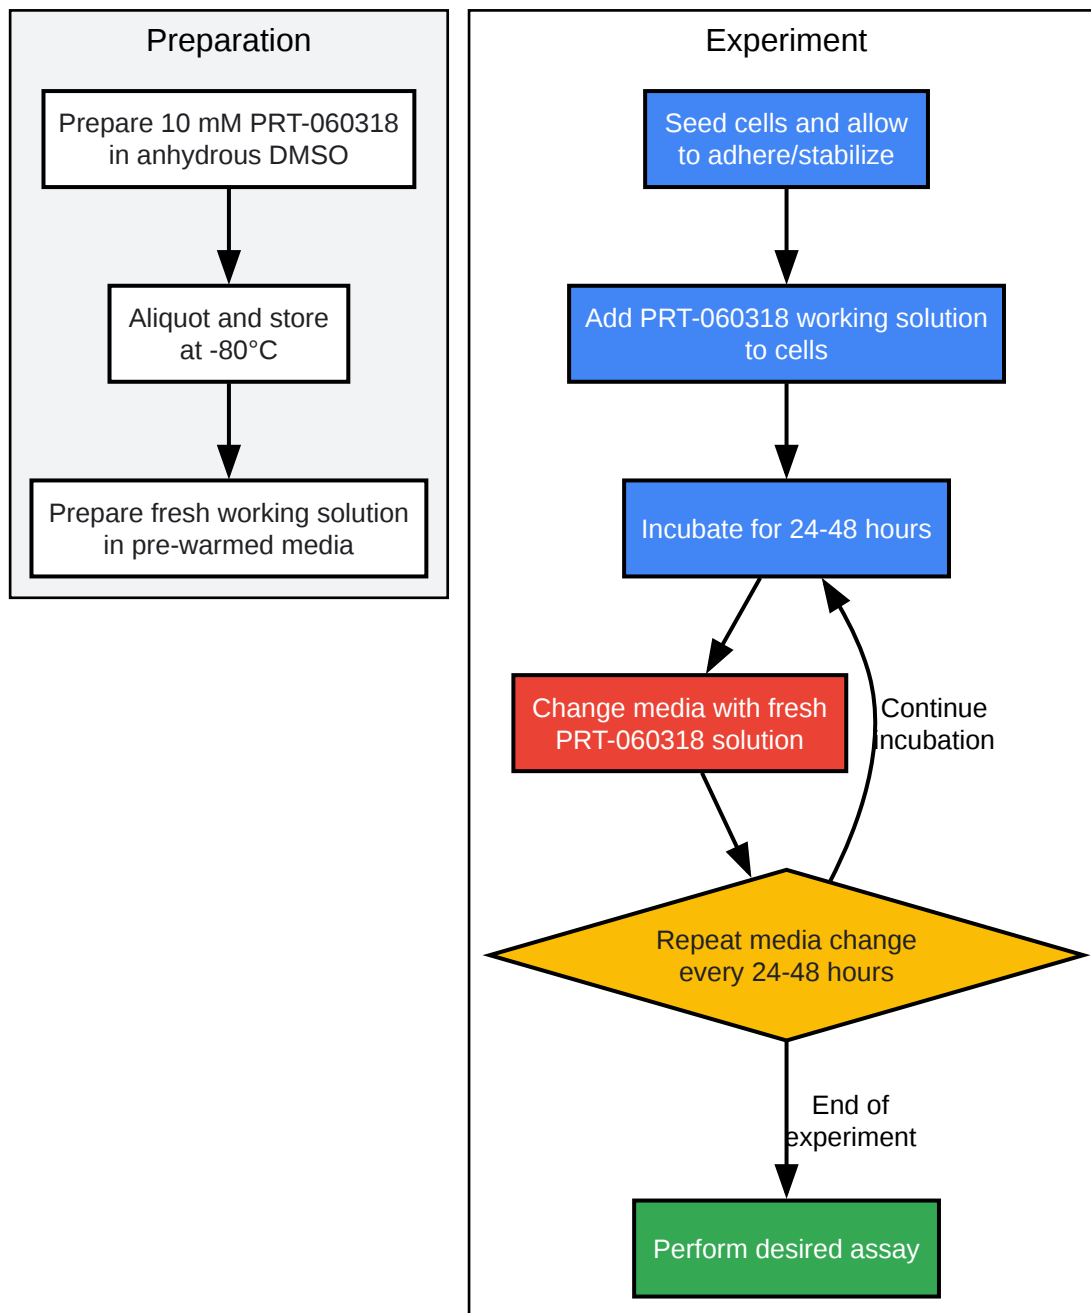 Preparation
Prepare 10 mM PRT-060318
in anhydrous DMSO
Aliquot and store
at -80°C
Prepare fresh working solution
in pre-warmed media
Experiment
Seed cells and allow
to adhere/stabilize
Add PRT-060318 working solution
to cells
Incubate for 24-48 hours
Change media with fresh
PRT-060318 solution
Continue
incubation
Repeat media change
every 24-48 hours
End of
experiment
Perform desired assay